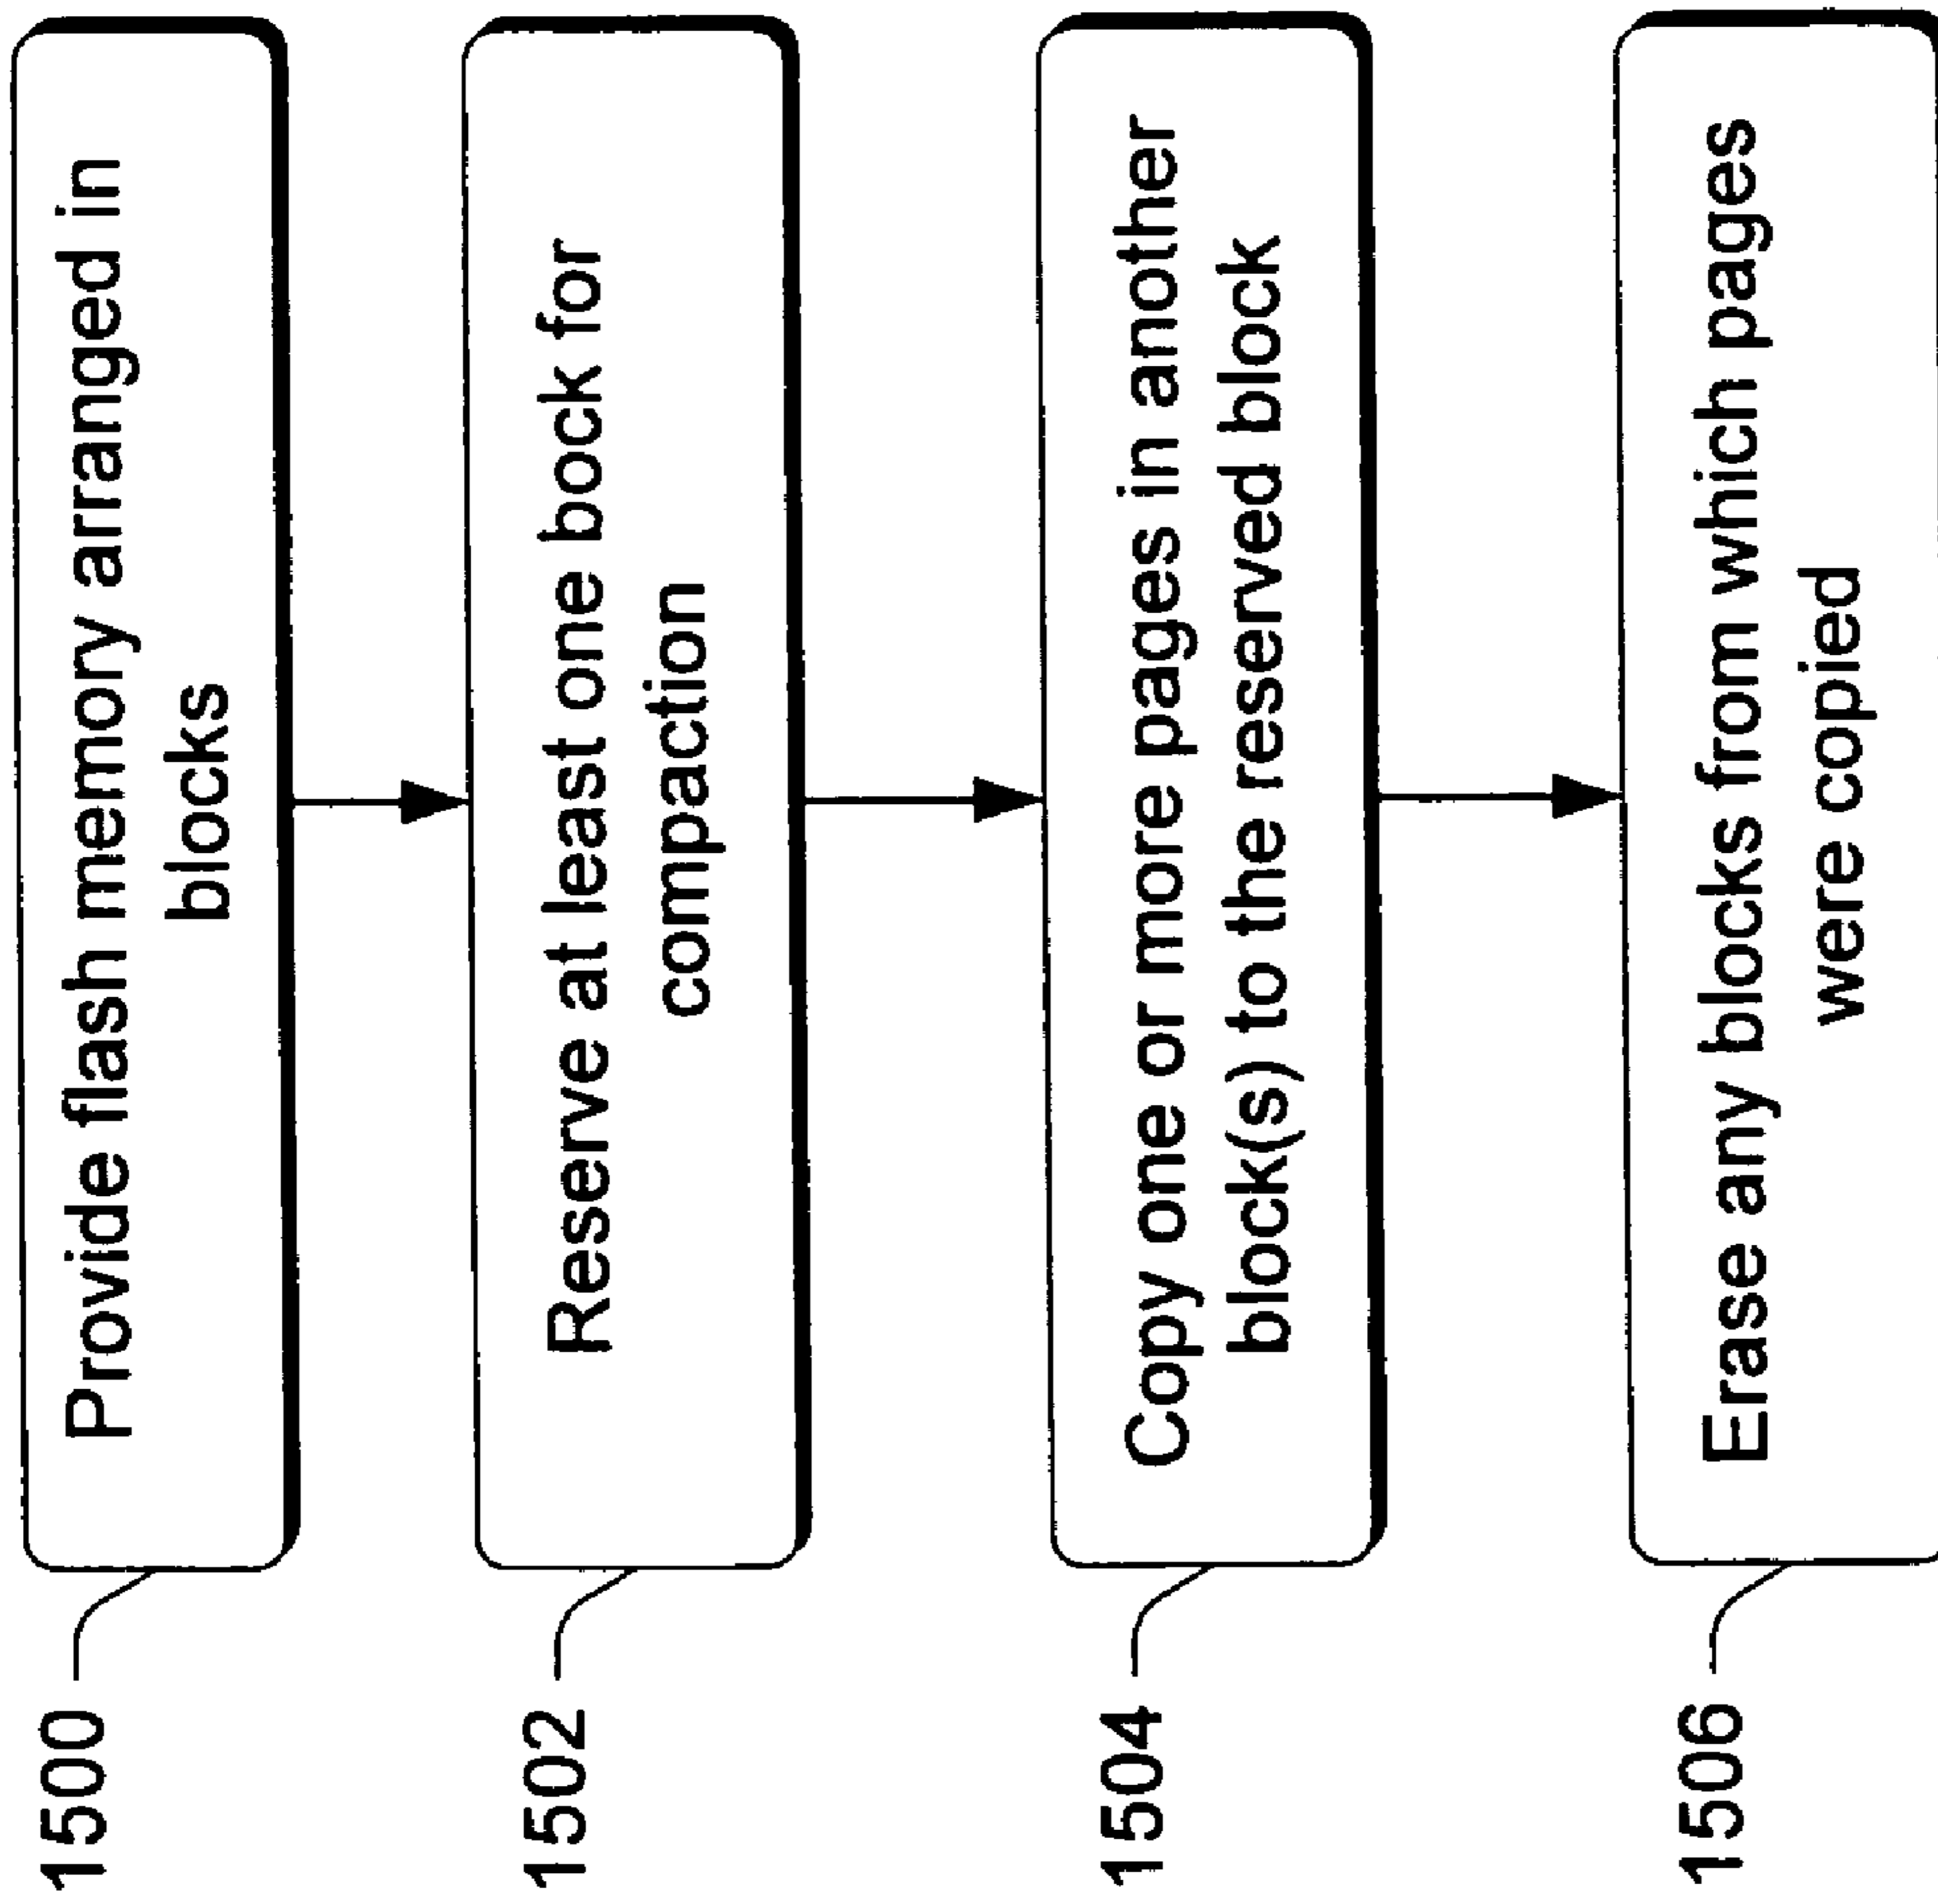 1500
Provide flash memory arranged in
blocks
1502
Reserve at least one bock for
compaction
1504
Copy one or more pages in another
block(s) to the reserved block
1506
Erase any blocks from which pages
were copied